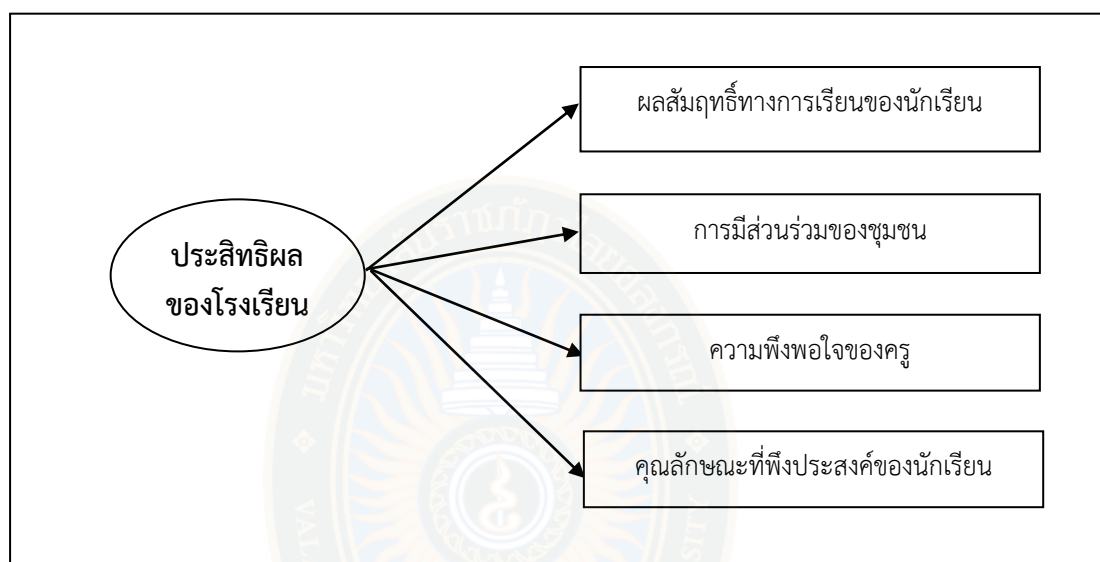 ผลสัมฤทธิ์ทางการเรียนของนักเรียน
การมีส่วนร่วมของชุมชน
ประสิทธิผล
ของโรงเรียน
ความพึงพอใจของครู
คุณลักษณะที่พึงประสงค์ของนักเรียน